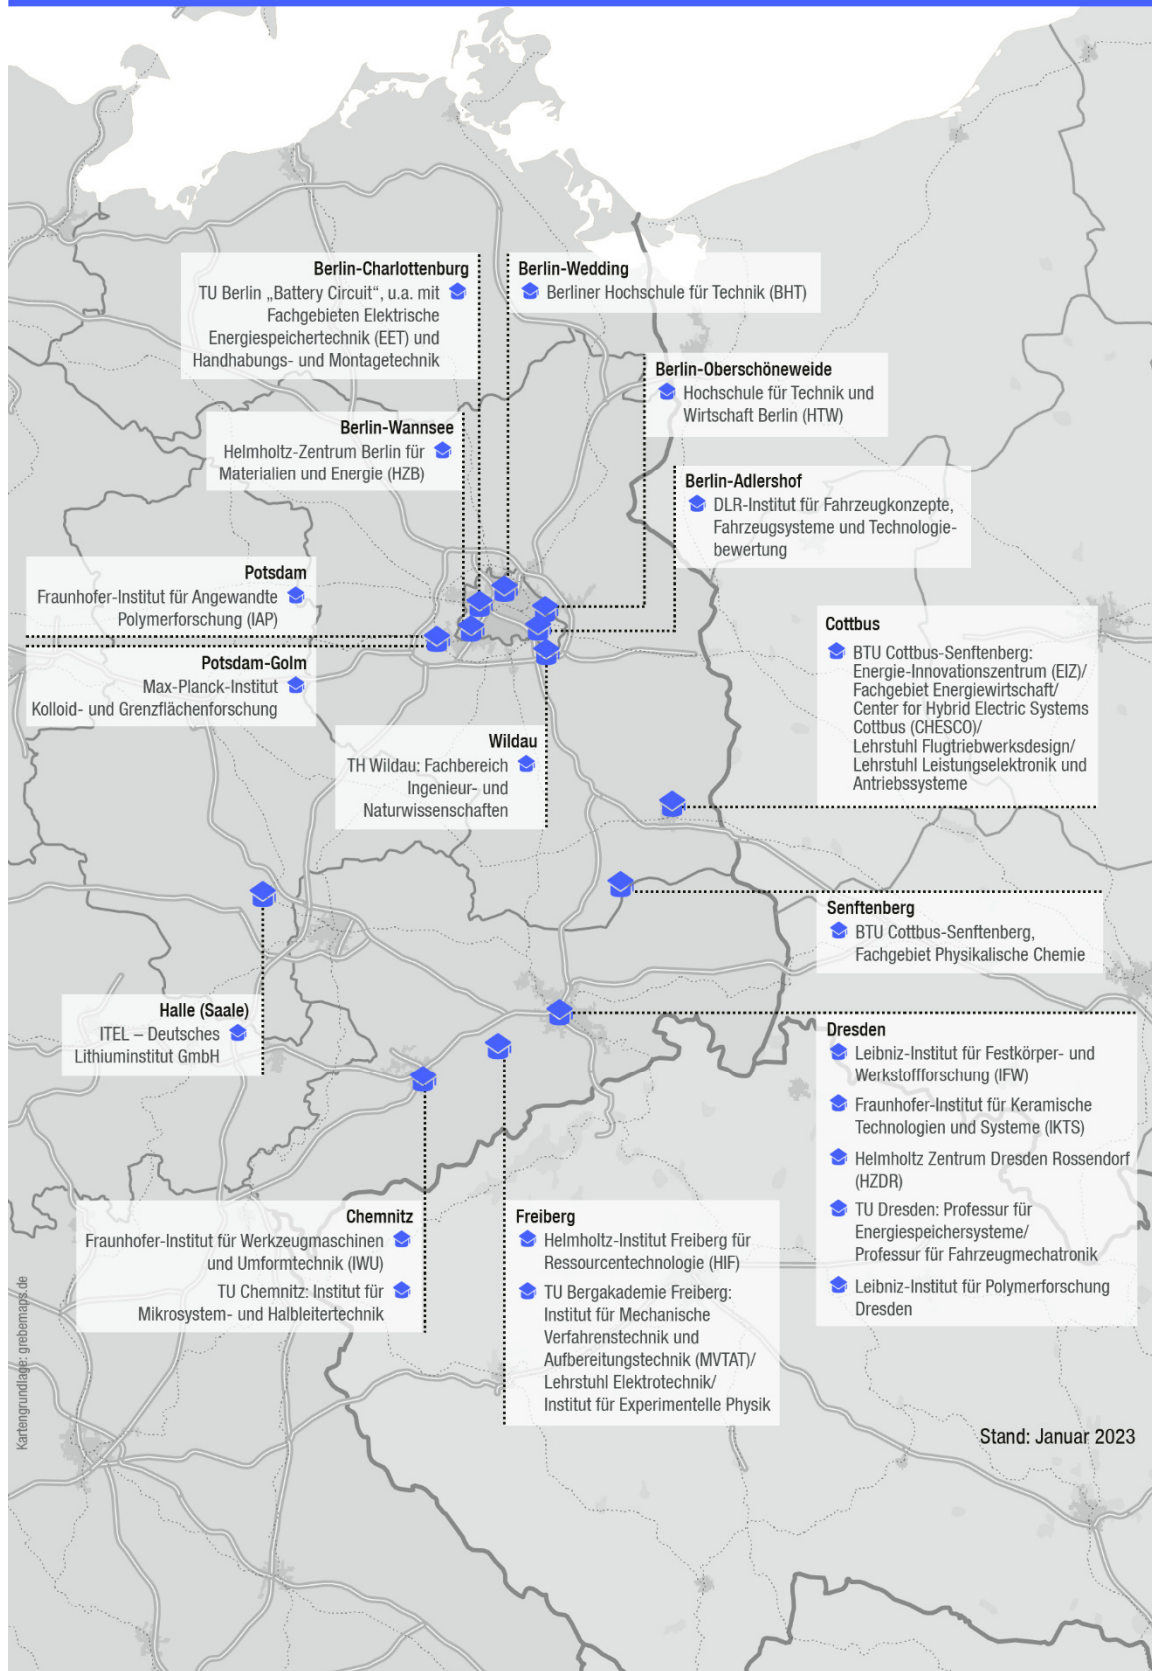 Berlin-Charlottenburg
TU Berlin „Battery Circuit“, u.a. mit
Fachgebieten Elektrische
Energiespeichertechnik (EET) und
Handhabungs- und Montagetechnik
Berlin-Wedding
Berliner Hochschule für Technik (BHT)
Berlin-Oberschöneweide
Hochschule für Technik und
Wirtschaft Berlin (HTW)
Berlin-Wannsee
Helmholtz-Zentrum Berlin für
Materialien und Energie (HZB)
Berlin-Adlershof
DLR-Institut für Fahrzeugkonzepte,
Fahrzeugsysteme und Technologie-
bewertung
Potsdam
Fraunhofer-Institut für Angewandte
Polymerforschung (IAP)
Potsdam-Golm
Max-Planck-Institut
Kolloid- und Grenzflächenforschung
Cottbus
BTU Cottbus-Senftenberg:
Energie-Innovationszentrum (EIZ)/
Fachgebiet Energiewirtschaft/
Center for Hybrid Electric Systems
Cottbus (CHESCO)/
Lehrstuhl Flugtriebwerksdesign/
Lehrstuhl Leistungselektronik und
Antriebssysteme
Wildau
TH Wildau: Fachbereich
Ingenieur- und
Naturwissenschaften
Senftenberg
BTU Cottbus-Senftenberg,
Fachgebiet Physikalische Chemie
Halle (Saale)
ITEL – Deutsches
Lithiuminstitut GmbH
Dresden
Leibniz-Institut für Festkörper- und
Werkstoffforschung (IFW)
Fraunhofer-Institut für Keramische
Technologien und Systeme (IKTS)
Helmholtz Zentrum Dresden Rossendorf
(HZDR)
TU Dresden: Professur für
Energiespeichersysteme/
Professur für Fahrzeugmechatronik
Leibniz-Institut für Polymerforschung
Dresden
Chemnitz
Fraunhofer-Institut für Werkzeugmaschinen
und Umformtechnik (IWU)
TU Chemnitz: Institut für
Mikrosystem- und Halbleitertechnik
Freiberg
Helmholtz-Institut Freiberg für
Ressourcentechnologie (HIF)
TU Bergakademie Freiberg:
Institut für Mechanische
Verfahrenstechnik und
Aufbereitungstechnik (MVTAT)/
Lehrstuhl Elektrotechnik/
Institut für Experimentelle Physik
Kartengrundlage: grebemaps.de
Stand: Januar 2023